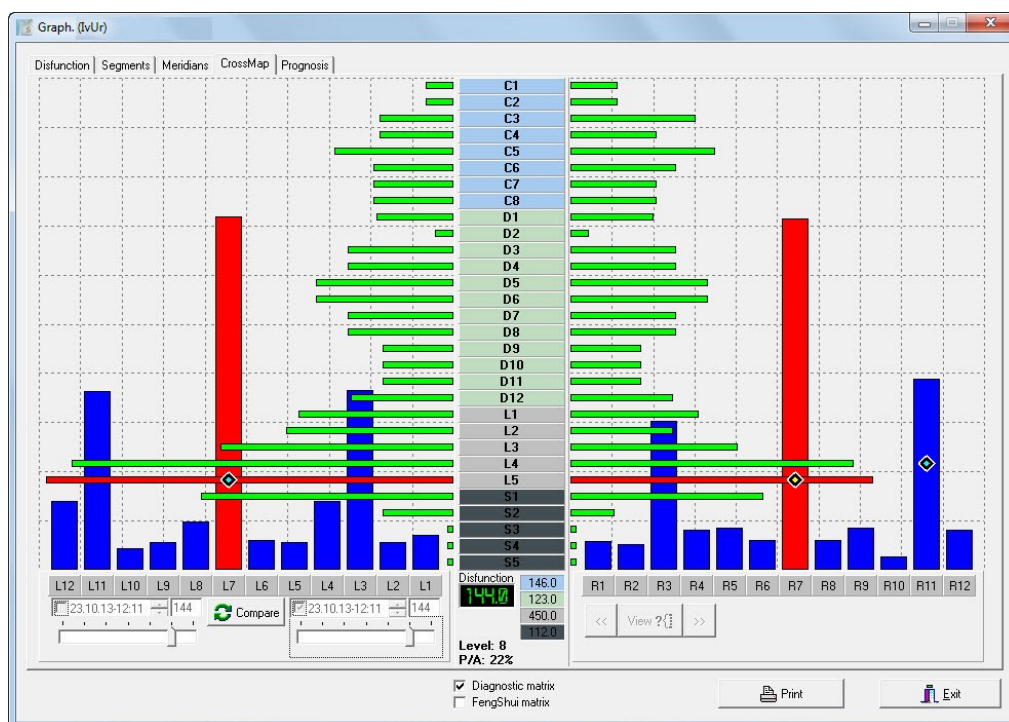 Graph. (IvUr)
Disfunction Segments Meridians CrossMap Prognosis
C1
C2
C3
C4
C5
C6
C7
C8
D1
D2
D3
D4
D5
D6
D7
D8
D9
D10
D11
D12
L1
L2
L3
L4
L5
S1
S2
S3
S4
S5
L12 L11 L10 L9 L8 L7 L6 L5 L4 L3 L2 L1
Disfunction
144.0
146.0
123.0
450.0
112.0
R1 R2 R3 R4 R5 R6 R7 R8 R9 R10 R11 R12
23.10.13-12:11 144 Compare 23.10.13-12:11 144
<< View ?{¦} >>
Level: 8
P/A: 22%
Diagnostic matrix
FengShui matrix
Print
Exit